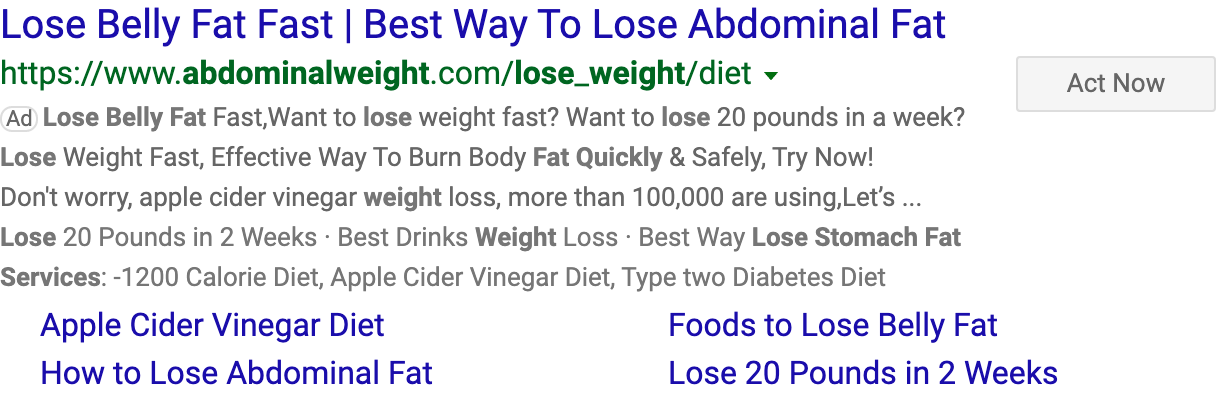 Lose Belly Fat Fast | Best Way To Lose Abdominal Fat
https://www.abdominalweight.com/lose_weight/diet
Act Now
Ad Lose Belly Fat Fast,Want to lose weight fast? Want to lose 20 pounds in a week?
Lose Weight Fast, Effective Way To Burn Body Fat Quickly & Safely, Try Now!
Don't worry, apple cider vinegar weight loss, more than 100,000 are using,Let’s ...
Lose 20 Pounds in 2 Weeks · Best Drinks Weight Loss · Best Way Lose Stomach Fat
Services: -1200 Calorie Diet, Apple Cider Vinegar Diet, Type two Diabetes Diet
Apple Cider Vinegar Diet
Foods to Lose Belly Fat
How to Lose Abdominal Fat
Lose 20 Pounds in 2 Weeks